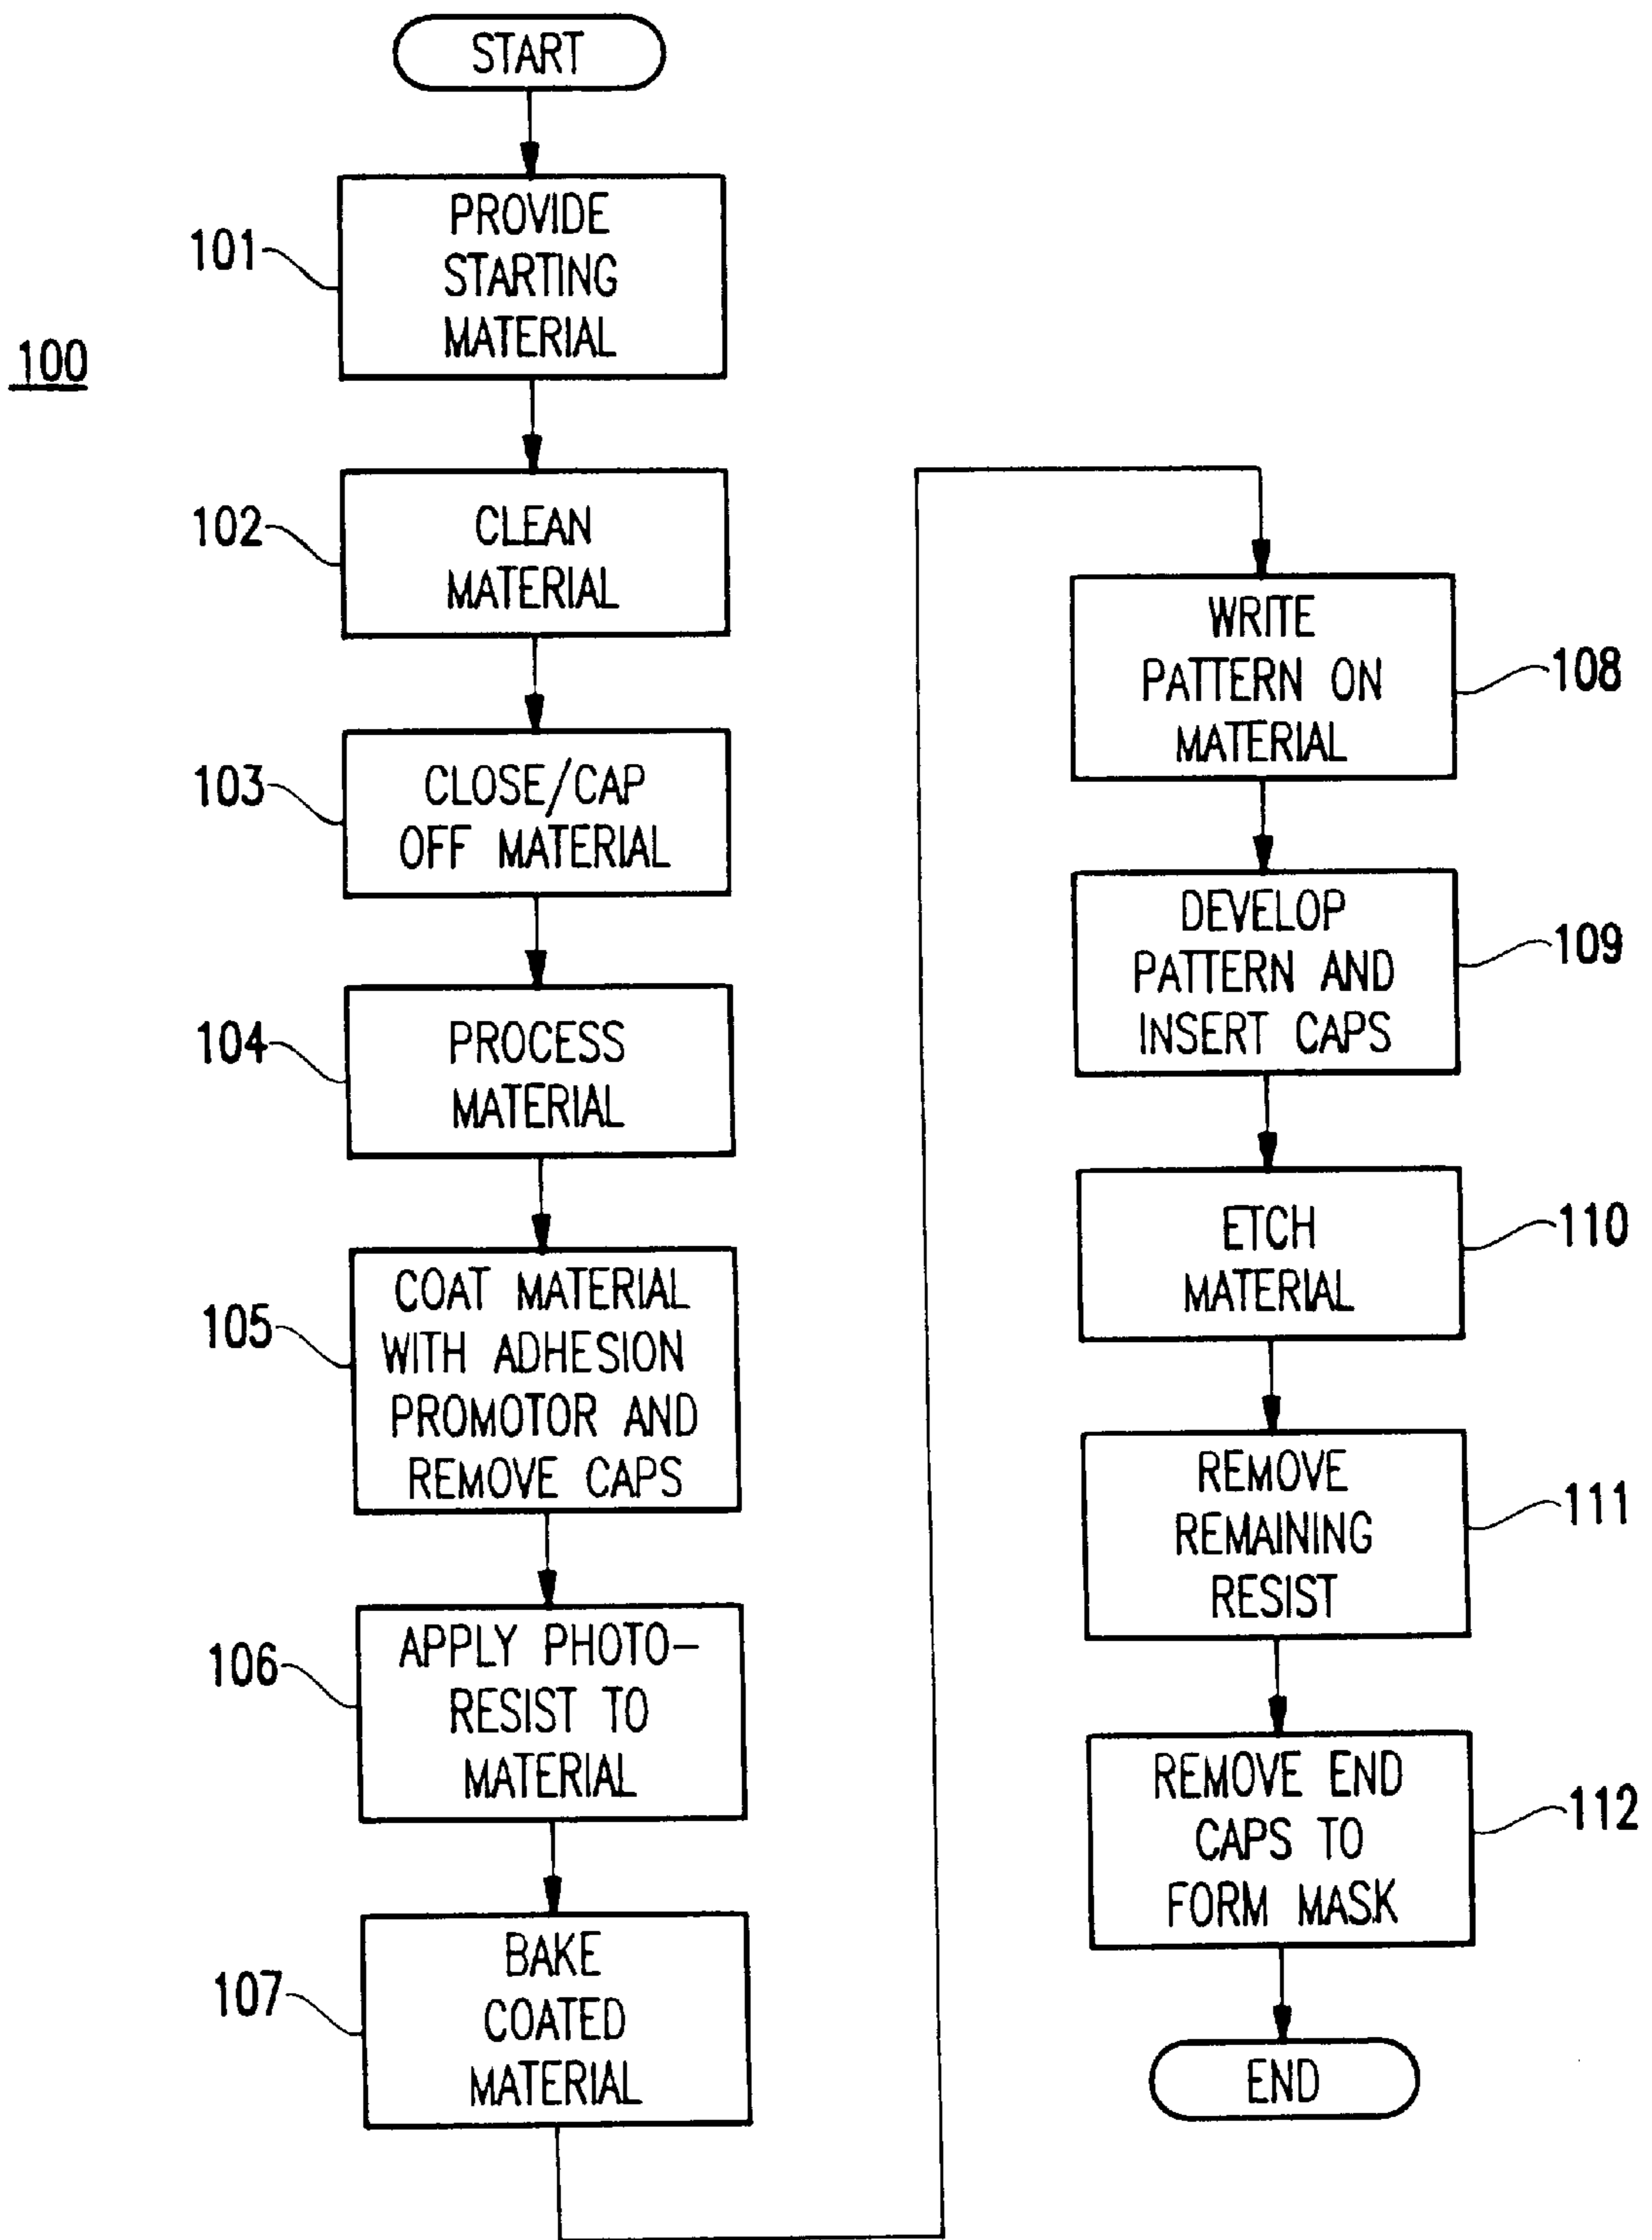 START
100
101
PROVIDE
STARTING
MATERIAL
102
CLEAN
MATERIAL
103
CLOSE/CAP
OFF MATERIAL
104
PROCESS
MATERIAL
105
COAT MATERIAL
WITH ADHESION
PROMOTOR AND
REMOVE CAPS
106
APPLY PHOTO-
RESIST TO
MATERIAL
107
BAKE
COATED
MATERIAL
WRITE
PATTERN ON
MATERIAL
108
DEVELOP
PATTERN AND
INSERT CAPS
109
ETCH
MATERIAL
110
REMOVE
REMAINING
RESIST
111
REMOVE END
CAPS TO
FORM MASK
112
END